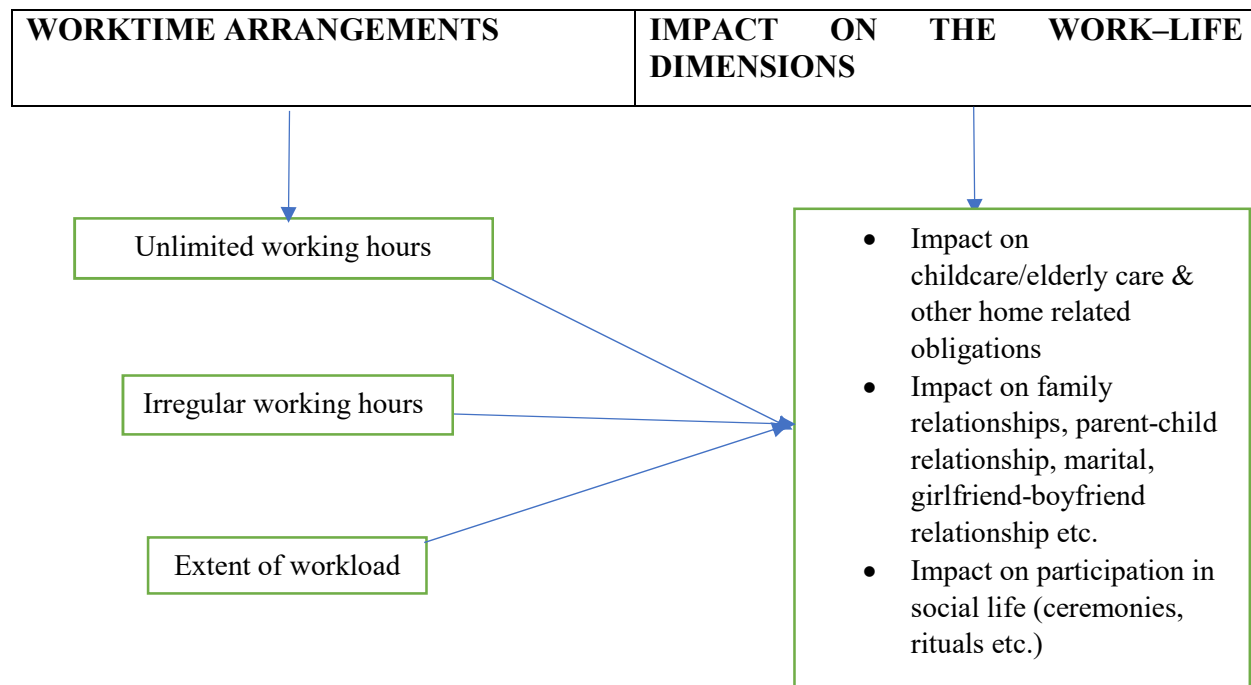 WORKTIME ARRANGEMENTS
IMPACT ON THE WORK–LIFE
DIMENSIONS
Unlimited working hours
Irregular working hours
Extent of workload
• Impact on
childcare/elderly care &
other home related
obligations
• Impact on family
relationships, parent-child
relationship, marital,
girlfriend-boyfriend
relationship etc.
• Impact on participation in
social life (ceremonies,
rituals etc.)